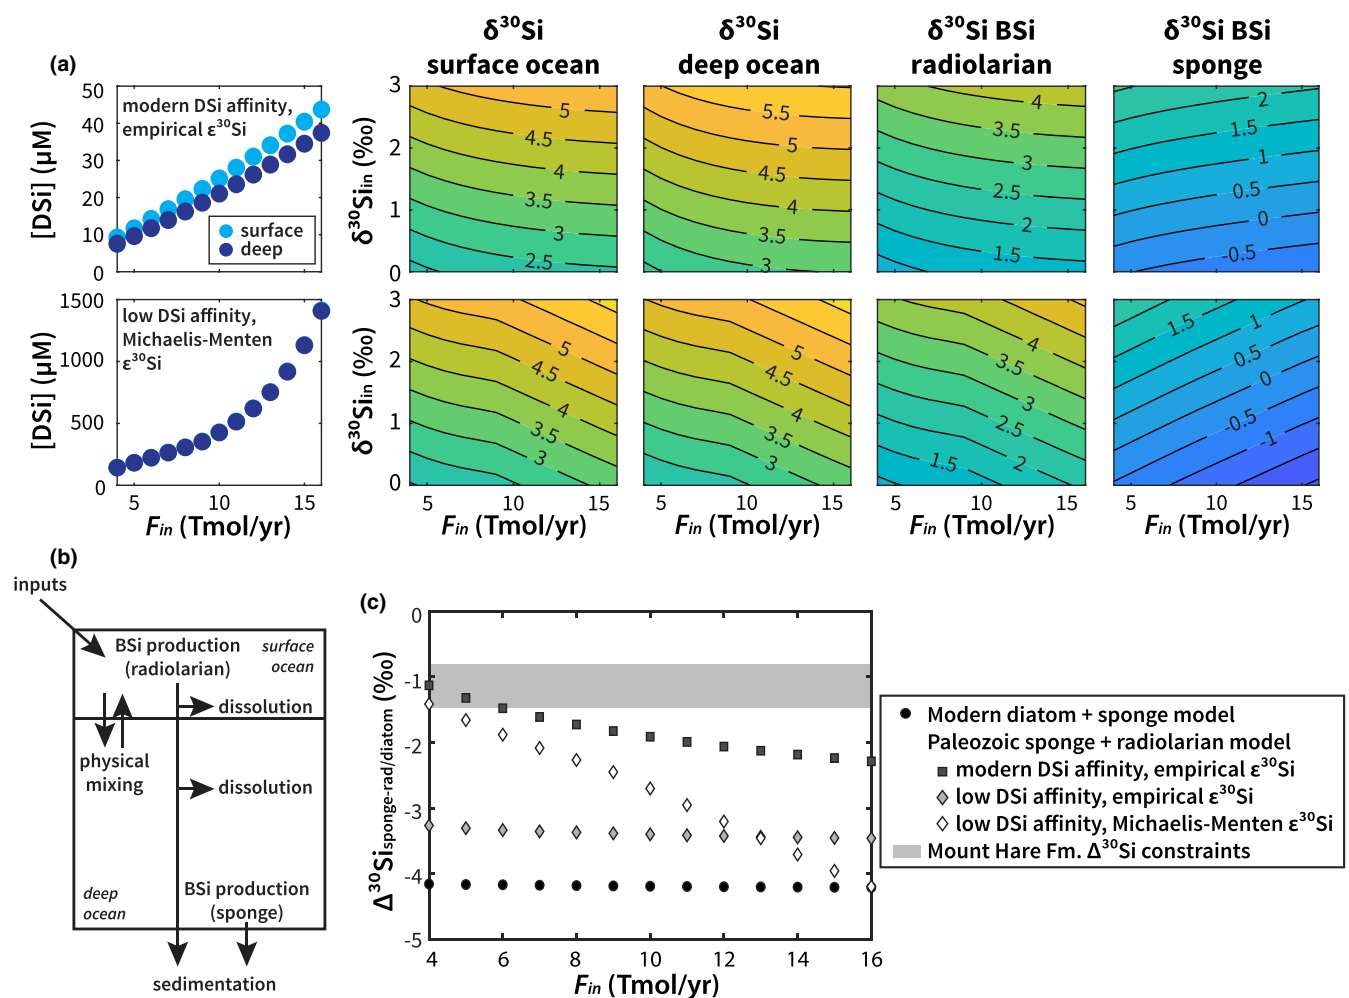 (a)
δ³⁰Si
surface ocean
δ³⁰Si
deep ocean
δ³⁰Si BSi
radiolarian
δ³⁰Si BSi
sponge
[DSi] (μM)
50
40
30
20
10
0
modern DSi affinity,
empirical ε³⁰Si
surface
deep
δ³⁰Siᵢₙ (‰)
3
2
1
0
5
4.5
4
3.5
3
2.5
5.5
5
4.5
4
3.5
3
4
3.5
3
2.5
2
1.5
2
1.5
1
0.5
0
-0.5
[DSi] (μM)
1500
1000
500
0
low DSi affinity,
Michaelis-Menten
ε³⁰Si
5
10
15
Fᵢₙ (Tmol/yr)
δ³⁰Siᵢₙ (‰)
3
2
1
0
5
4.5
4
3.5
3
5
10
15
Fᵢₙ (Tmol/yr)
5
4.5
4
3.5
3
5
10
15
Fᵢₙ (Tmol/yr)
4
3.5
3
2.5
2
1.5
5
10
15
Fᵢₙ (Tmol/yr)
1.5
1
0.5
0
-0.5
-1
5
10
15
Fᵢₙ (Tmol/yr)
(b)
inputs
BSi production
(radiolarian)
surface
ocean
dissolution
physical
mixing
dissolution
deep
ocean
BSi production
(sponge)
sedimentation
(c)
Δ³⁰Si sponge-rad/diatom (‰)
0
-1
-2
-3
-4
-5
4
6
8
10
12
14
16
Fᵢₙ (Tmol/yr)
Modern diatom + sponge model
Paleozoic sponge + radiolarian model
modern DSi affinity, empirical ε³⁰Si
low DSi affinity, empirical ε³⁰Si
low DSi affinity, Michaelis-Menten ε³⁰Si
Mount Hare Fm. Δ³⁰Si constraints